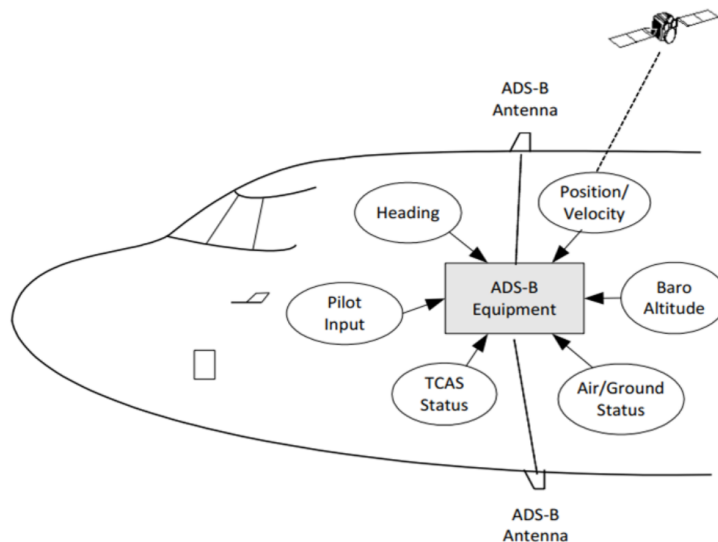 ADS-B
Antenna
Heading
Position/
Velocity
ADS-B
Equipment
Pilot
Input
Baro
Altitude
TCAS
Status
Air/Ground
Status
ADS-B
Antenna